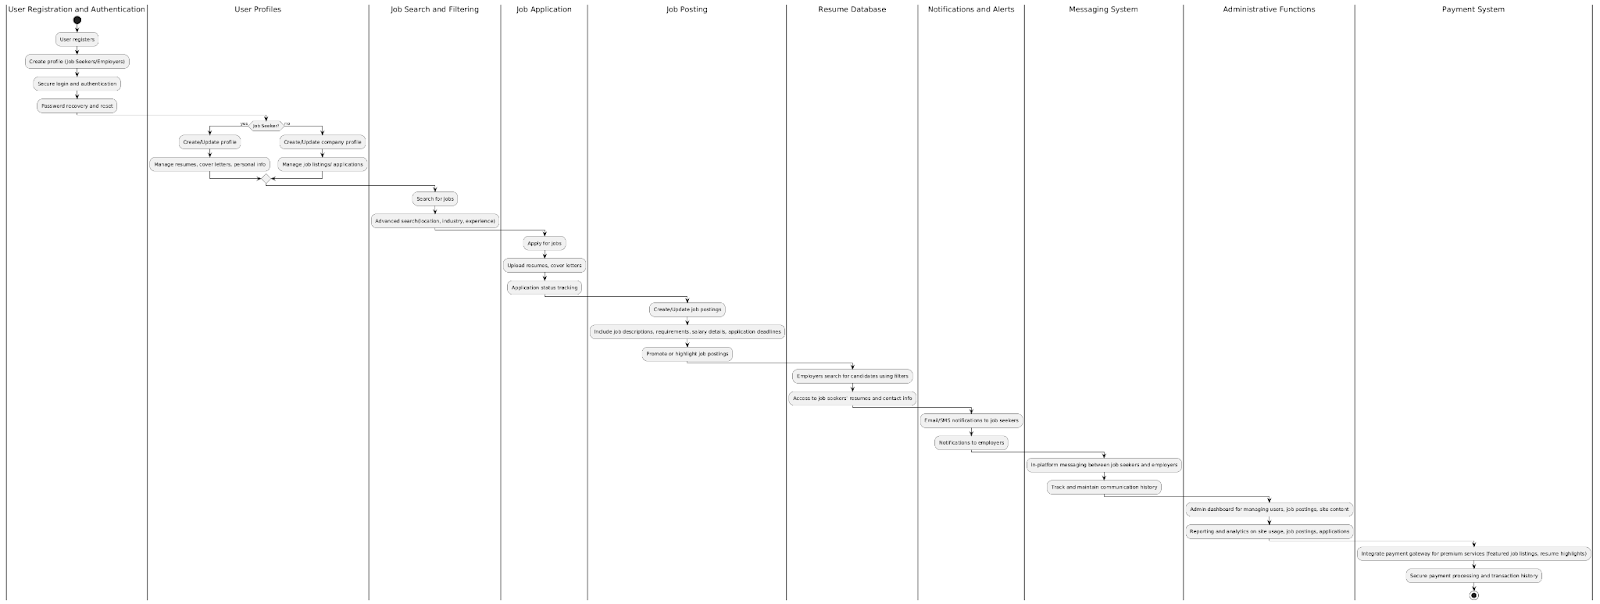 User Registration and Authentication
User Profiles
Job Search and Filtering
Job Application
Job Posting
Resume Database
Notifications and Alerts
Messaging System
Administrative Functions
Payment System
User registers
Create profile (Job Seekers/Employers)
Secure login and authentication
Password recovery and reset
yes
Job Seeker?
no
Create/Update profile
Create/Update company profile
Manage resumes, cover letters, personal info
Manage job listings/ applications
Search for jobs
Advanced search(location, industry, experience)
Apply for jobs
Upload resumes, cover letters
Application status tracking
Create/Update job postings
Include job descriptions, requirements, salary details, application deadlines
Promote or highlight job postings
Employers search for candidates using filters
Access to job seekers' resumes and contact info
Email/SMS notifications to job seekers
Notifications to employers
In-platform messaging between job seekers and employers
Track and maintain communication history
Admin dashboard for managing users, job postings, site content
Reporting and analytics on site usage, job postings, applications
Integrate payment gateway for premium services (featured job listings, resume highlights)
Secure payment processing and transaction history